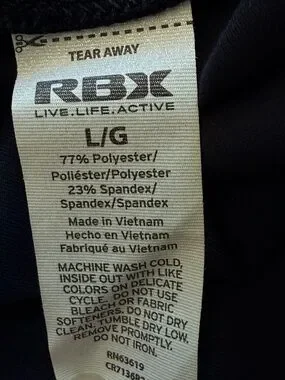 TEAR AWAY
RBX
LIVE.LIFE.ACTIVE
L/G
77% Polyester/
Poliéster/Polyester
23% Spandex/
Spandex/Spandex
Made in Vietnam
Hecho en Vietnam
Fabriqué au Vietnam
MACHINE WASH COLD,
INSIDE OUT WITH LIKE
COLORS ON DELICATE
CYCLE. DO NOT USE
BLEACH OR FABRIC
SOFTENERS. DO NOT DRY
CLEAN. TUMBLE DRY LOW.
REMOVE PROMPTLY.
DO NOT IRON.
RN63619